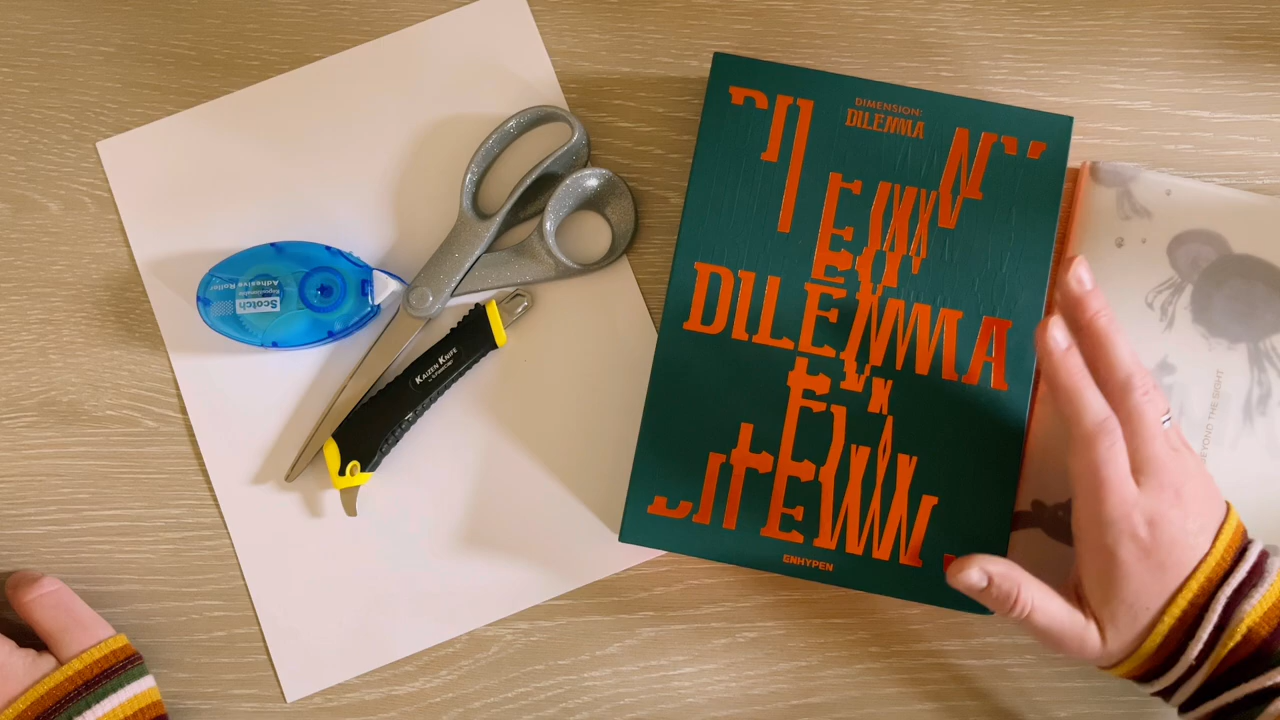 Scotch
Adhesive Roller
KAIZEN KNIFE
DIMENSION:
DILEMMA
DILEMMA
ENHYPEN
BEYOND THE SIGHT